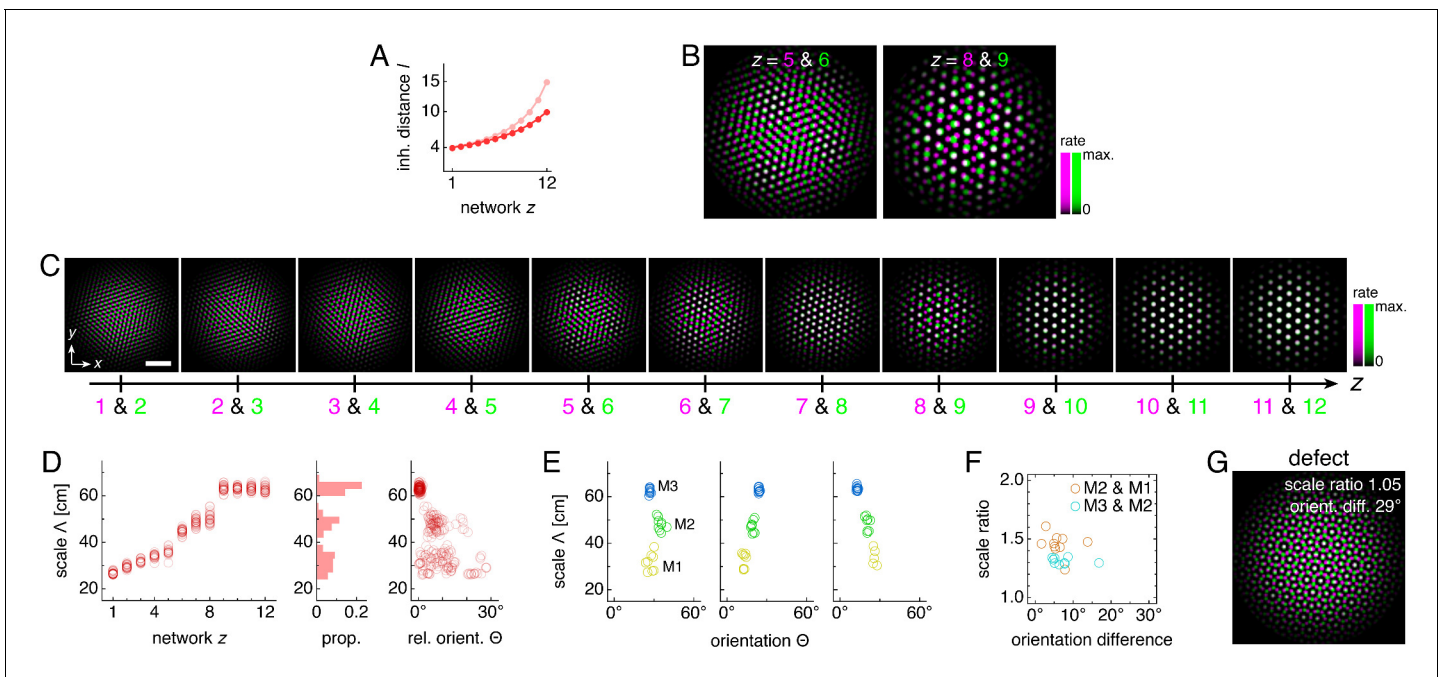 A
inh. distance l
15
10
4
1
12
network z
B
z = 5 & 6
z = 8 & 9
rate
max.
0
C
y
x
rate
max.
0
z
1 & 2
2 & 3
3 & 4
4 & 5
5 & 6
6 & 7
7 & 8
8 & 9
9 & 10
10 & 11
11 & 12
D
scale Λ [cm]
60
40
20
1
4
8
12
network z
0
0.2
prop.
0°
30°
rel. orient. Θ
E
scale Λ [cm]
60
40
20
M3
M2
M1
0°
60°
0°
60°
0°
60°
orientation Θ
F
scale ratio
2.0
1.5
1.0
M2 & M1
M3 & M2
0°
10°
20°
30°
orientation difference
G
defect
scale ratio 1.05
orient. diff. 29°